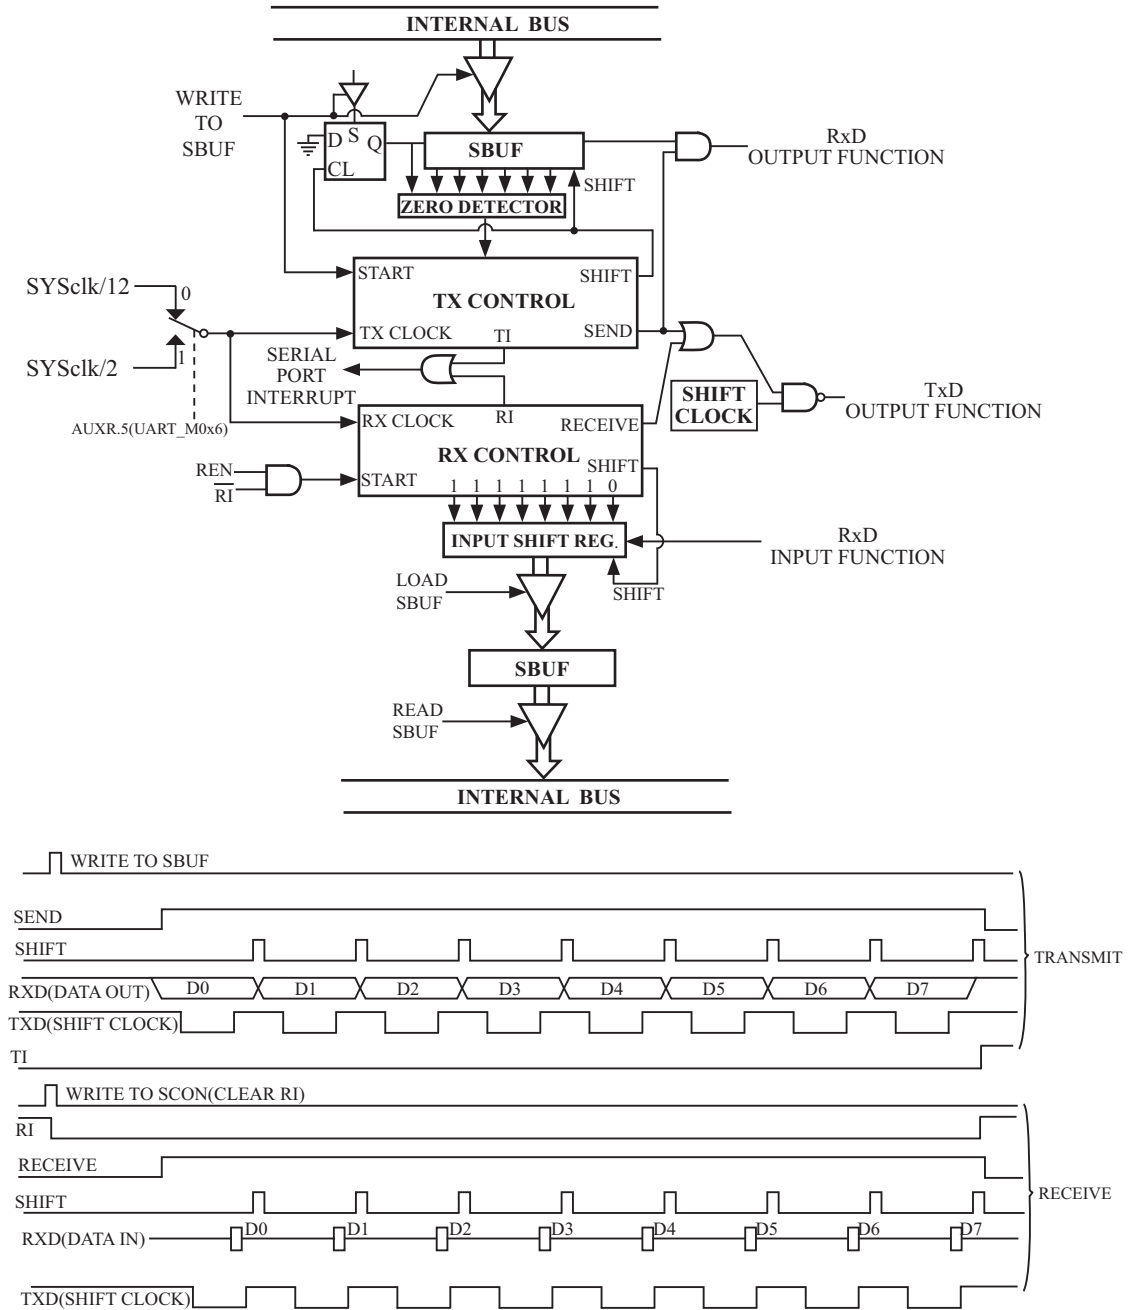 INTERNAL BUS
WRITE
TO
SBUF
D S Q
CL
SBUF
RxD
OUTPUT FUNCTION
SHIFT
ZERO DETECTOR
START
SHIFT
TX CONTROL
SYSclk/12
0
TX CLOCK
TI
SEND
SYSclk/2
1
SERIAL
PORT
INTERRUPT
SHIFT
CLOCK
TxD
OUTPUT FUNCTION
AUXR.5(UART_M0x6)
RX CLOCK
RI
RECEIVE
RX CONTROL
REN
RI
START
SHIFT
1 1 1 1 1 1 1 0
INPUT SHIFT REG.
RxD
INPUT FUNCTION
LOAD
SBUF
SHIFT
SBUF
READ
SBUF
INTERNAL BUS
WRITE TO SBUF
SEND
SHIFT
TRANSMIT
RXD(DATA OUT) D0 D1 D2 D3 D4 D5 D6 D7
TXD(SHIFT CLOCK)
TI
WRITE TO SCON(CLEAR RI)
RI
RECEIVE
SHIFT
RECEIVE
RXD(DATA IN) D0 D1 D2 D3 D4 D5 D6 D7
TXD(SHIFT CLOCK)